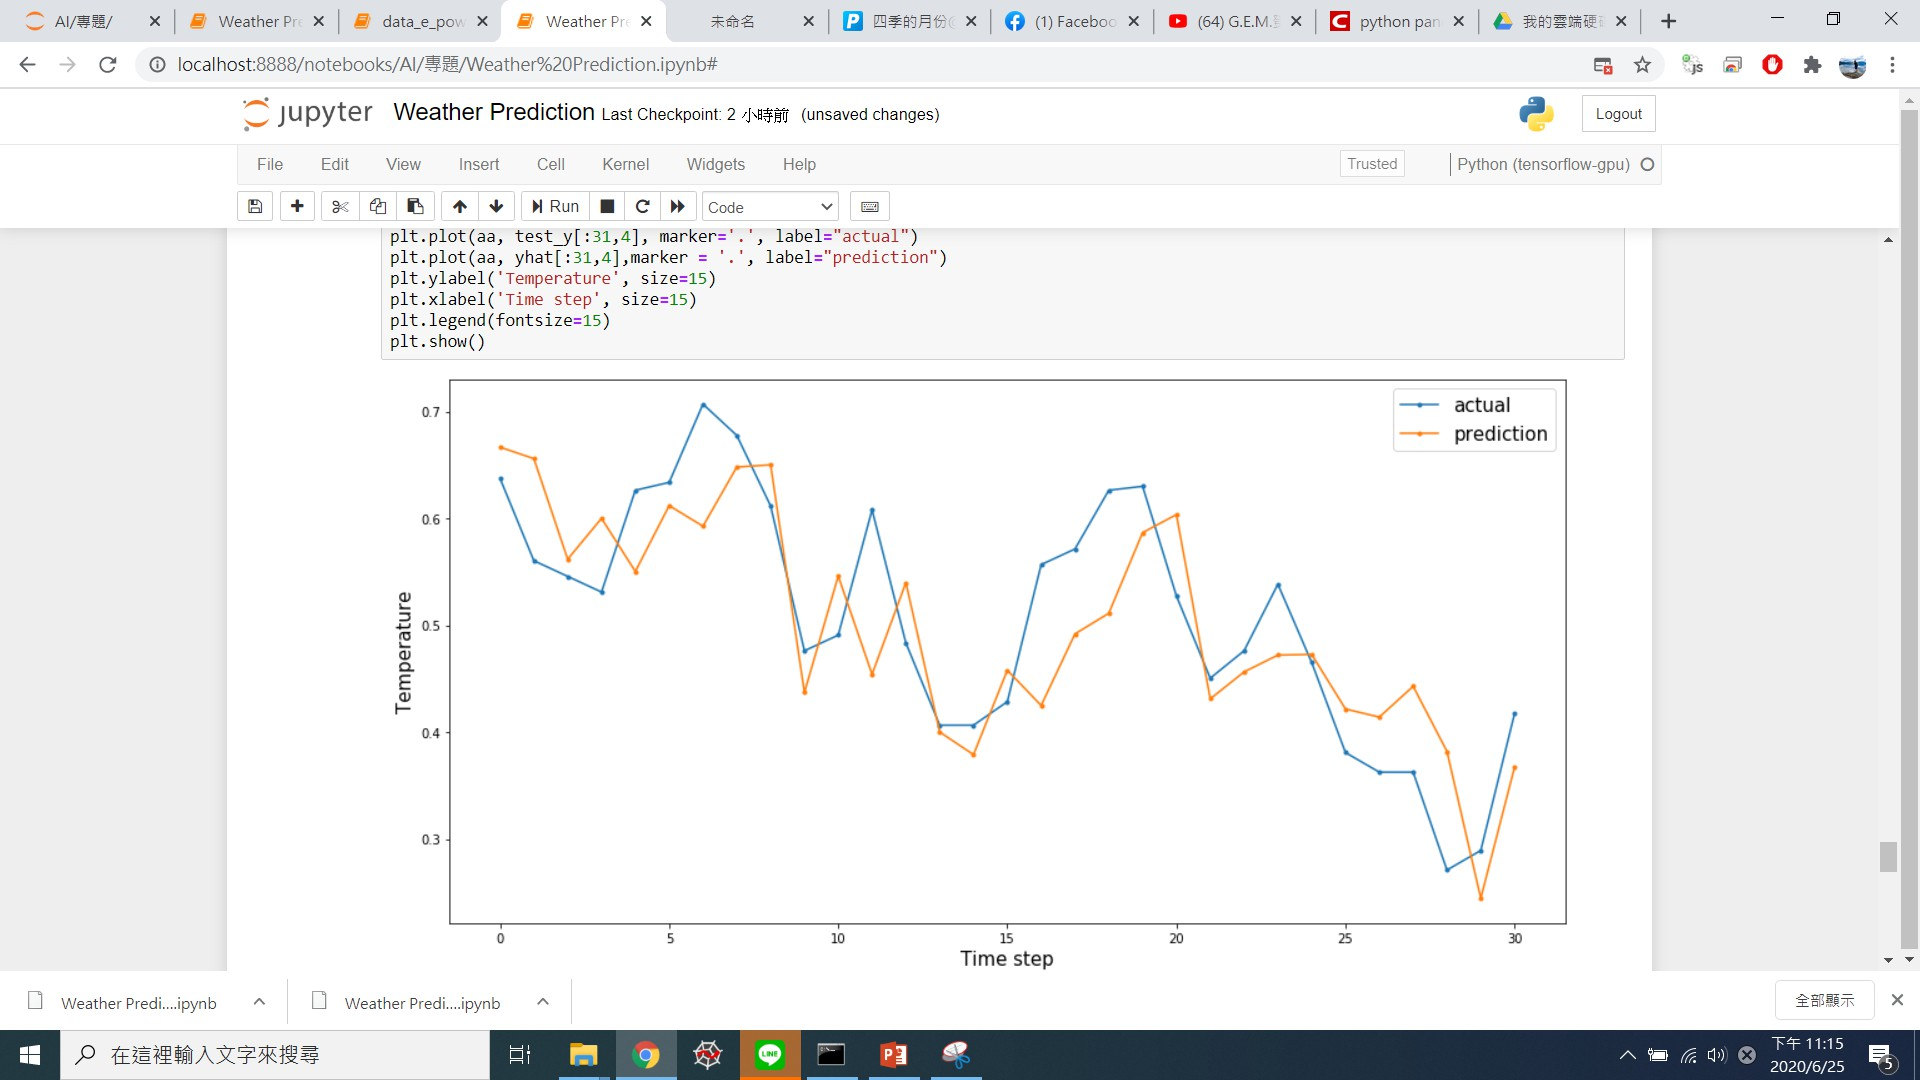 AI/專題/
Weather Pre
data_e_pow
Weather Pre
未命名
四季的月份
(1) Faceboo
(64) G.E.M.
python pan
我的雲端硬
localhost:8888/notebooks/AI/專題/Weather%20Prediction.ipynb#
jupyter Weather Prediction Last Checkpoint: 2 小時前 (unsaved changes)
Logout
File Edit View Insert Cell Kernel Widgets Help
Trusted
Python (tensorflow-gpu)
Run
Code
plt.plot(aa, test_y[:31,4], marker='.', label="actual")
plt.plot(aa, yhat[:31,4],marker = '.', label="prediction")
plt.ylabel('Temperature', size=15)
plt.xlabel('Time step', size=15)
plt.legend(fontsize=15)
plt.show()
actual
prediction
0.7
0.6
0.5
0.4
0.3
Temperature
0 5 10 15 20 25 30
Time step
Weather Predi....ipynb
Weather Predi....ipynb
全部顯示
在這裡輸入文字來搜尋
LINE
下午 11:15
2020/6/25
5